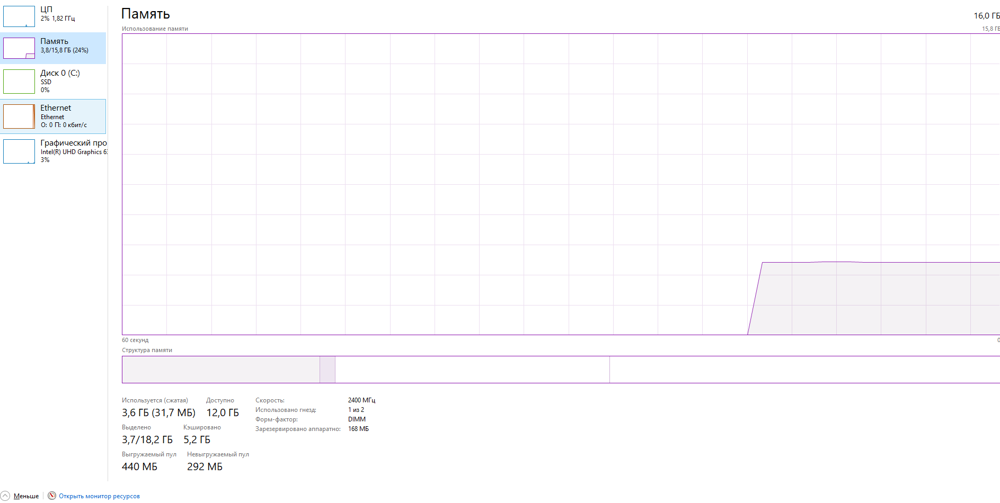 ЦП
2% 1,82 ГГц
Память
3,8/15,8 ГБ (24%)
Диск 0 (C:)
SSD
0%
Ethernet
Ethernet
О: 0 П: 0 кбит/с
Графический про
Intel(R) UHD Graphics 63
3%
Память
16,0 ГБ
Использование памяти
15,8 ГБ
60 секунд
0
Структура памяти
Используется (сжатая)
3,6 ГБ (31,7 МБ)
Доступно
12,0 ГБ
Выделено
3,7/18,2 ГБ
Кэшировано
5,2 ГБ
Выгружаемый пул
440 МБ
Невыгружаемый пул
292 МБ
Скорость: 2400 МГц
Использовано гнезд: 1 из 2
Форм-фактор: DIMM
Зарезервировано аппаратно: 168 МБ
Меньше
Открыть монитор ресурсов